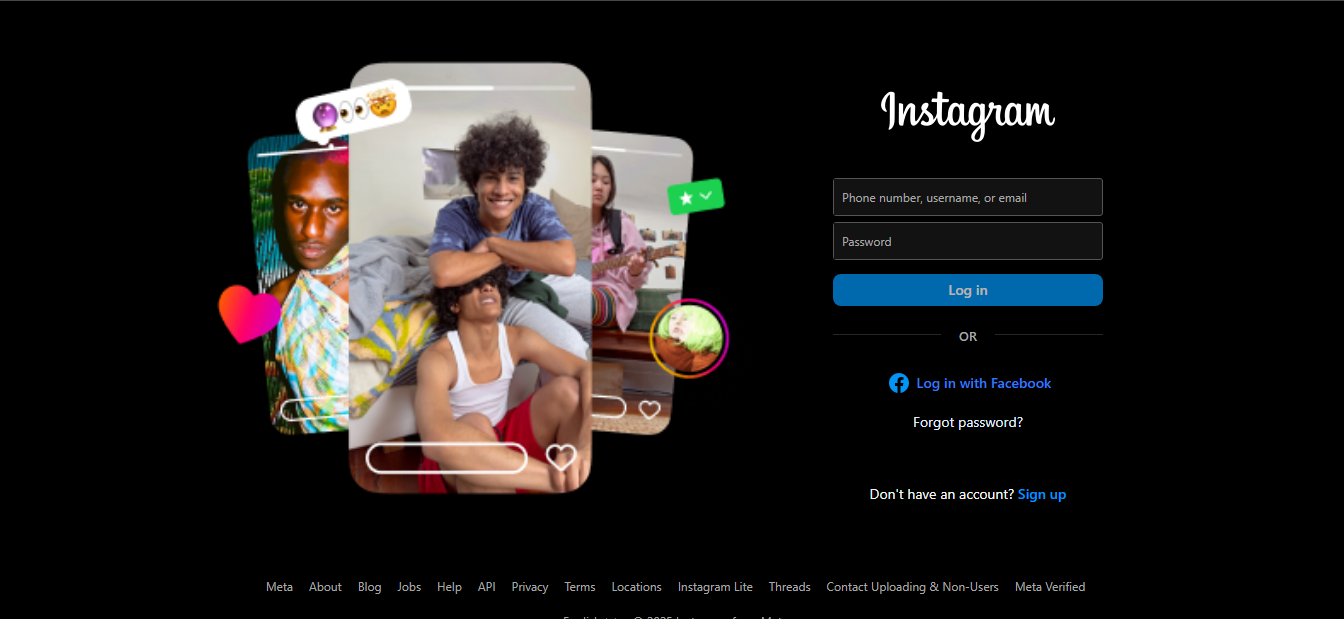 Instagram
Phone number, username, or email
Password
Log in
OR
Log in with Facebook
Forgot password?
Don't have an account? Sign up
Meta About Blog Jobs Help API Privacy Terms Locations Instagram Lite Threads Contact Uploading & Non-Users Meta Verified